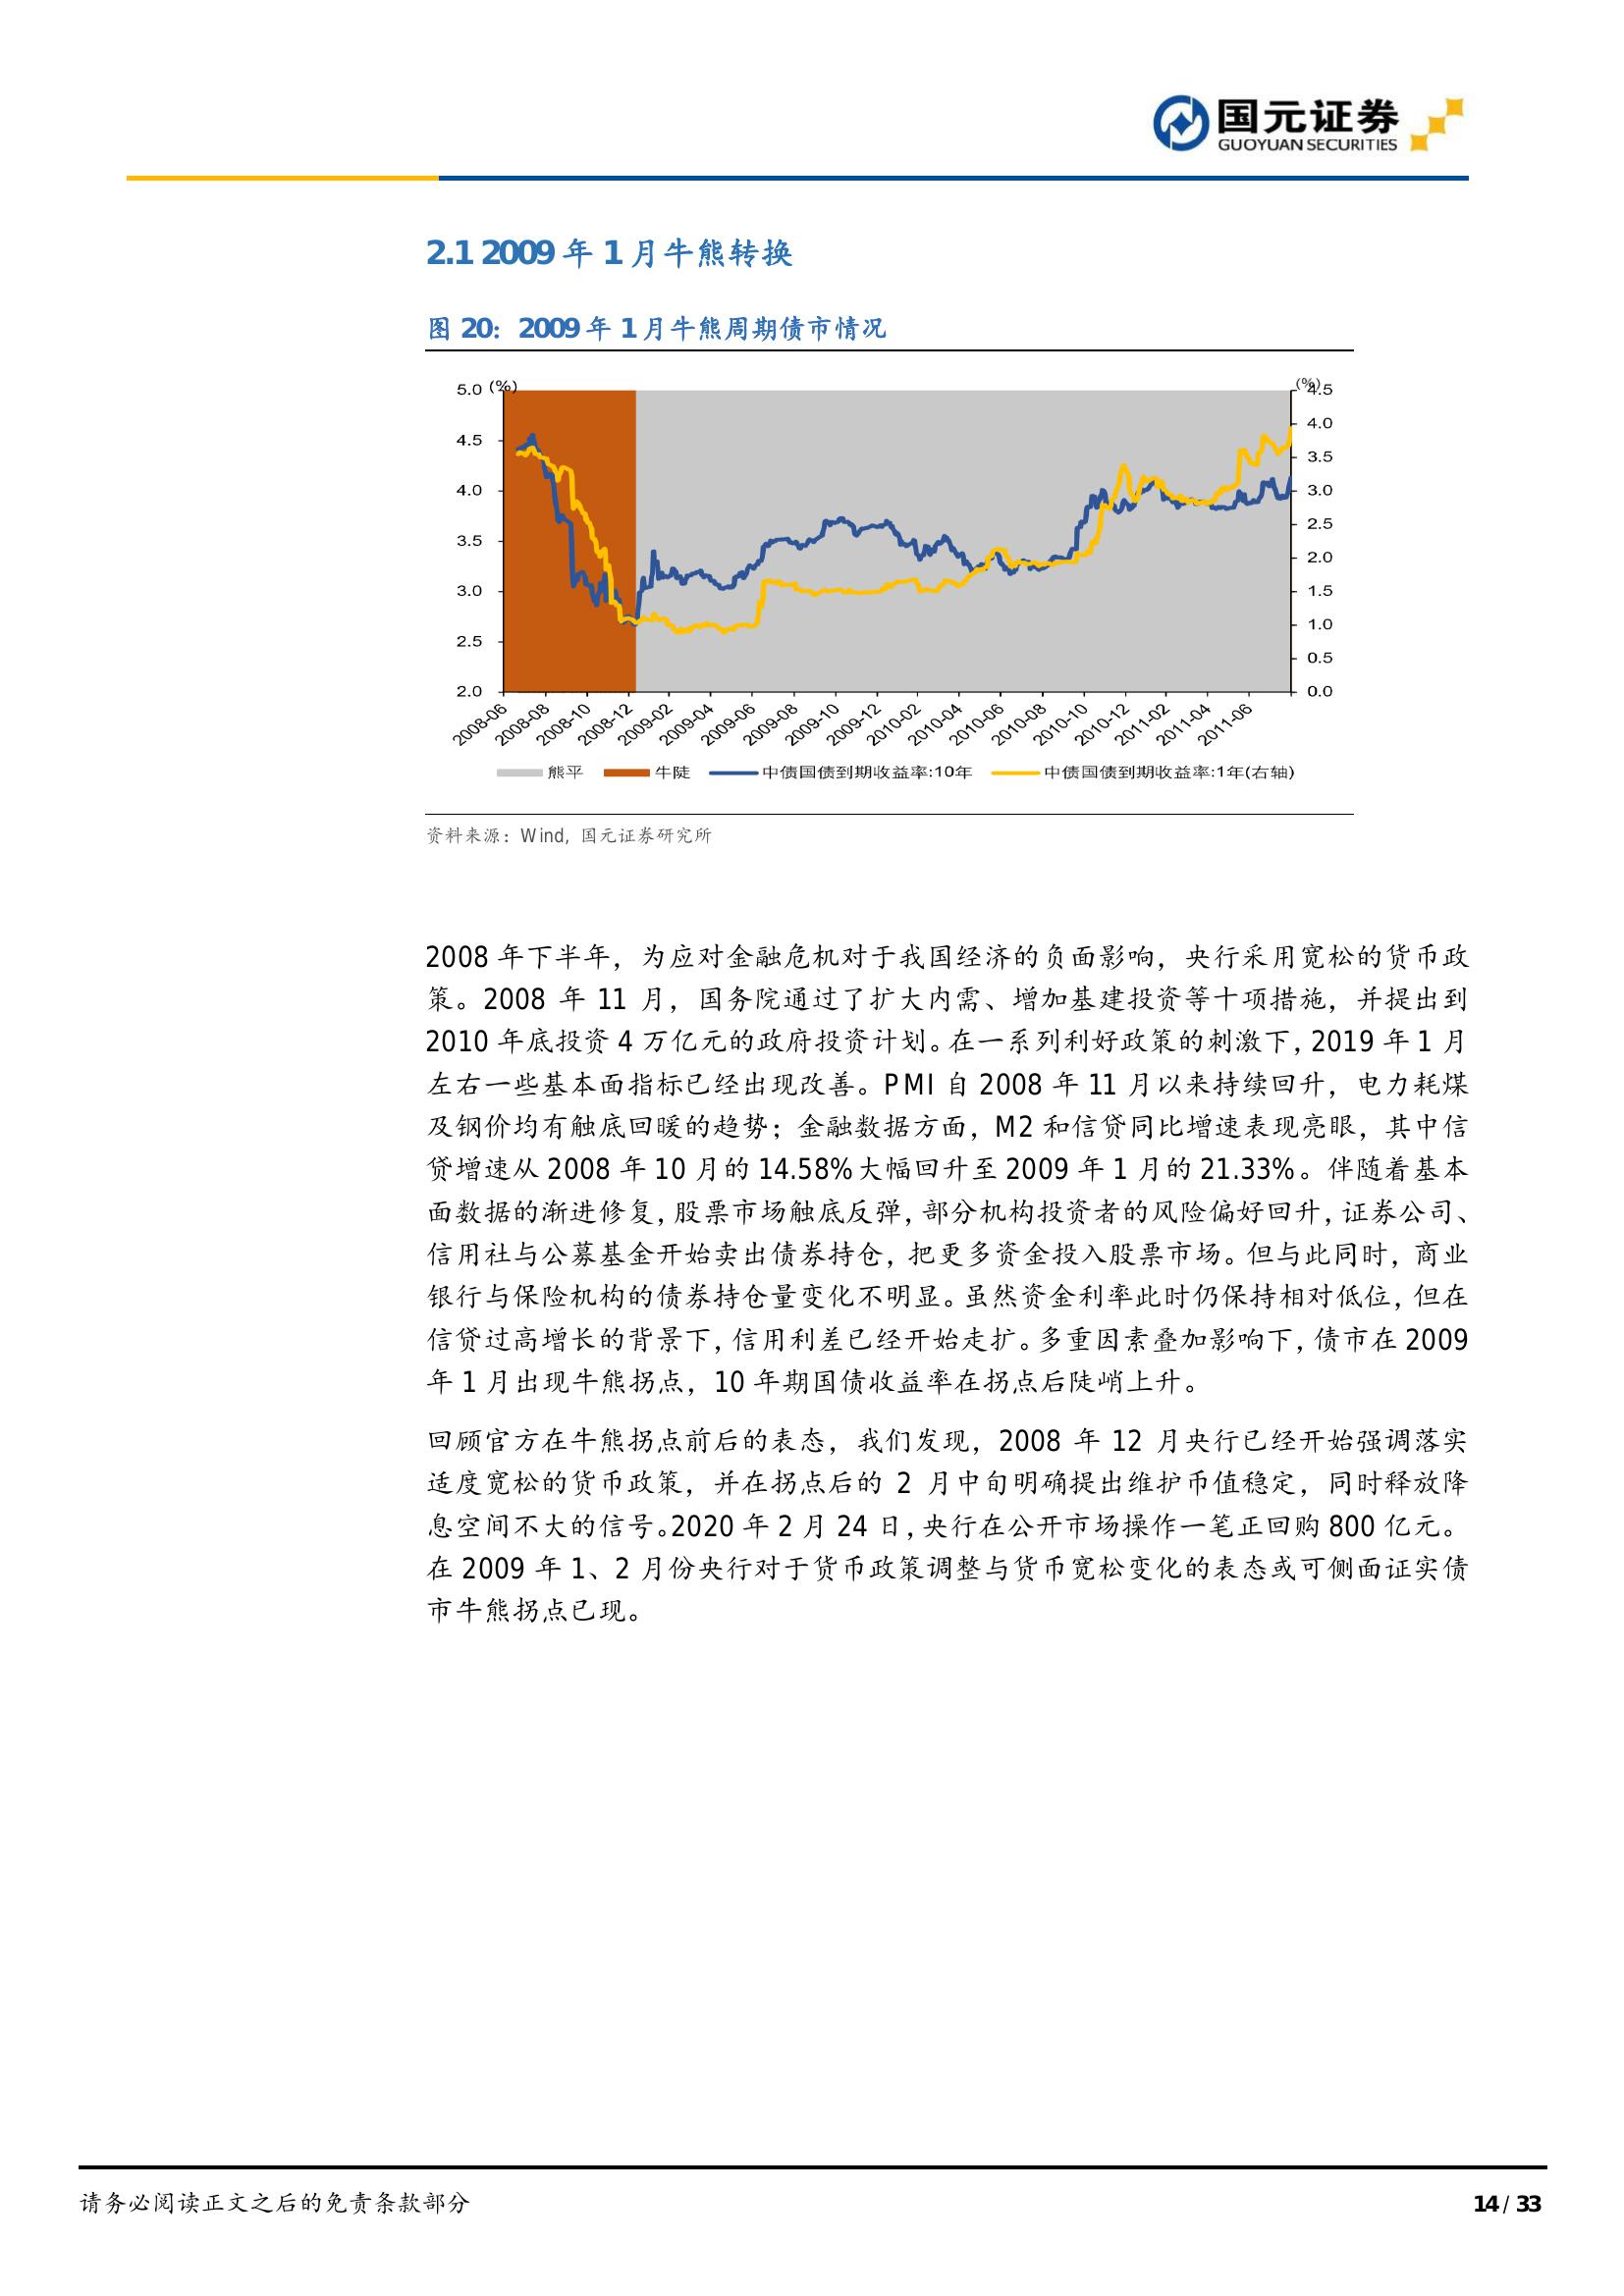 国元证券
GUOYUAN SECURITIES
2.1 2009 年 1 月牛熊转换
图 20：2009 年 1 月牛熊周期债市情况
(%)
(%)
5.0
4.5
4.0
3.5
3.0
2.5
2.0
4.5
4.0
3.5
3.0
2.5
2.0
1.5
1.0
0.5
0.0
2008-06
2008-08
2008-10
2008-12
2009-02
2009-04
2009-06
2009-08
2009-10
2009-12
2010-02
2010-04
2010-06
2010-08
2010-10
2010-12
2011-02
2011-04
2011-06
熊平 牛陡 中债国债到期收益率:10年 中债国债到期收益率:1年(右轴)
资料来源：Wind，国元证券研究所
2008 年下半年，为应对金融危机对于我国经济的负面影响，央行采用宽松的货币政
策。2008 年 11 月，国务院通过了扩大内需、增加基建投资等十项措施，并提出到
2010 年底投资 4 万亿元的政府投资计划。在一系列利好政策的刺激下，2019 年 1 月
左右一些基本面指标已经出现改善。PMI 自 2008 年 11 月以来持续回升，电力耗煤
及钢价均有触底回暖的趋势；金融数据方面，M2 和信贷同比增速表现亮眼，其中信
贷增速从 2008 年 10 月的 14.58%大幅回升至 2009 年 1 月的 21.33%。伴随着基本
面数据的渐进修复，股票市场触底反弹，部分机构投资者的风险偏好回升，证券公司、
信用社与公募基金开始卖出债券持仓，把更多资金投入股票市场。但与此同时，商业
银行与保险机构的债券持仓量变化不明显。虽然资金利率此时仍保持相对低位，但在
信贷过高增长的背景下，信用利差已经开始走扩。多重因素叠加影响下，债市在 2009
年 1 月出现牛熊拐点，10 年期国债收益率在拐点后陡峭上升。
回顾官方在牛熊拐点前后的表态，我们发现，2008 年 12 月央行已经开始强调落实
适度宽松的货币政策，并在拐点后的 2 月中旬明确提出维护币值稳定，同时释放降
息空间不大的信号。2020 年 2 月 24 日，央行在公开市场操作一笔正回购 800 亿元。
在 2009 年 1、2 月份央行对于货币政策调整与货币宽松变化的表态或可侧面证实债
市牛熊拐点已现。
请务必阅读正文之后的免责条款部分
14 / 33